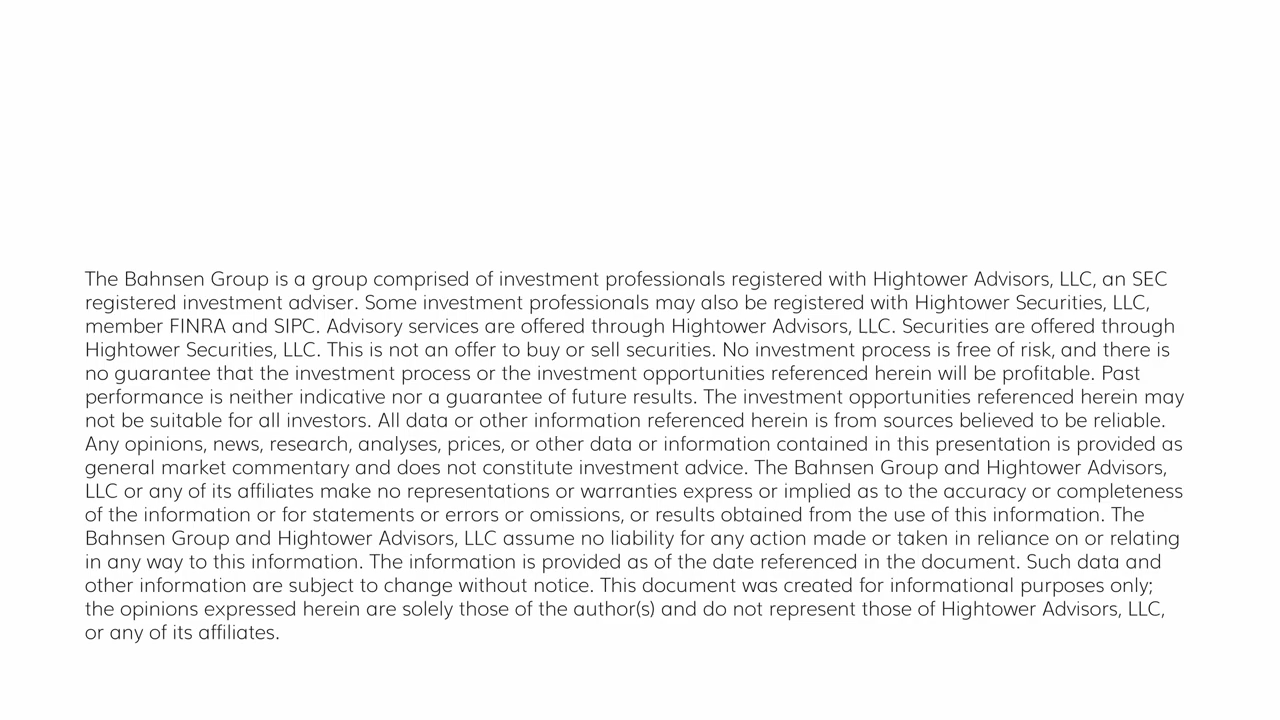 The Bahnsen Group is a group comprised of investment professionals registered with Hightower Advisors, LLC, an SEC
registered investment adviser. Some investment professionals may also be registered with Hightower Securities, LLC,
member FINRA and SIPC. Advisory services are offered through Hightower Advisors, LLC. Securities are offered through
Hightower Securities, LLC. This is not an offer to buy or sell securities. No investment process is free of risk, and there is
no guarantee that the investment process or the investment opportunities referenced herein will be profitable. Past
performance is neither indicative nor a guarantee of future results. The investment opportunities referenced herein may
not be suitable for all investors. All data or other information referenced herein is from sources believed to be reliable.
Any opinions, news, research, analyses, prices, or other data or information contained in this presentation is provided as
general market commentary and does not constitute investment advice. The Bahnsen Group and Hightower Advisors,
LLC or any of its affiliates make no representations or warranties express or implied as to the accuracy or completeness
of the information or for statements or errors or omissions, or results obtained from the use of this information. The
Bahnsen Group and Hightower Advisors, LLC assume no liability for any action made or taken in reliance on or relating
in any way to this information. The information is provided as of the date referenced in the document. Such data and
other information are subject to change without notice. This document was created for informational purposes only;
the opinions expressed herein are solely those of the author(s) and do not represent those of Hightower Advisors, LLC,
or any of its affiliates.